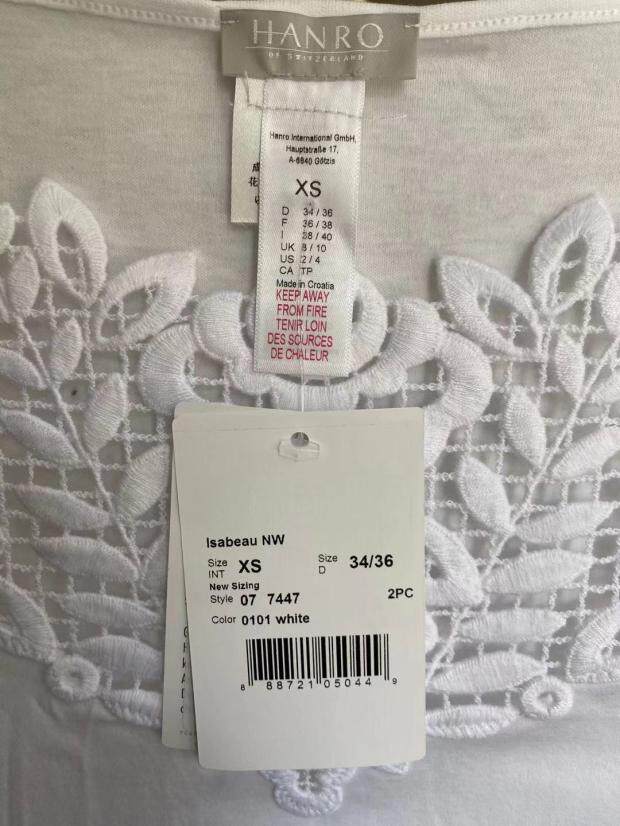 HANRO
OF SWITZERLAND
Hanro International GmbH,
Hauptstraße 17,
A-6840 Götzis
XS
D 34 / 36
F 36 / 38
I 38 / 40
UK 8 / 10
US 2 / 4
CA TP
Made in Croatia
KEEP AWAY
FROM FIRE
TENIR LOIN
DES SOURCES
DE CHALEUR
Isabeau NW
Size INT XS Size D 34/36
New Sizing
Style 07 7447 2PC
Color 0101 white
8 88721 05044 9